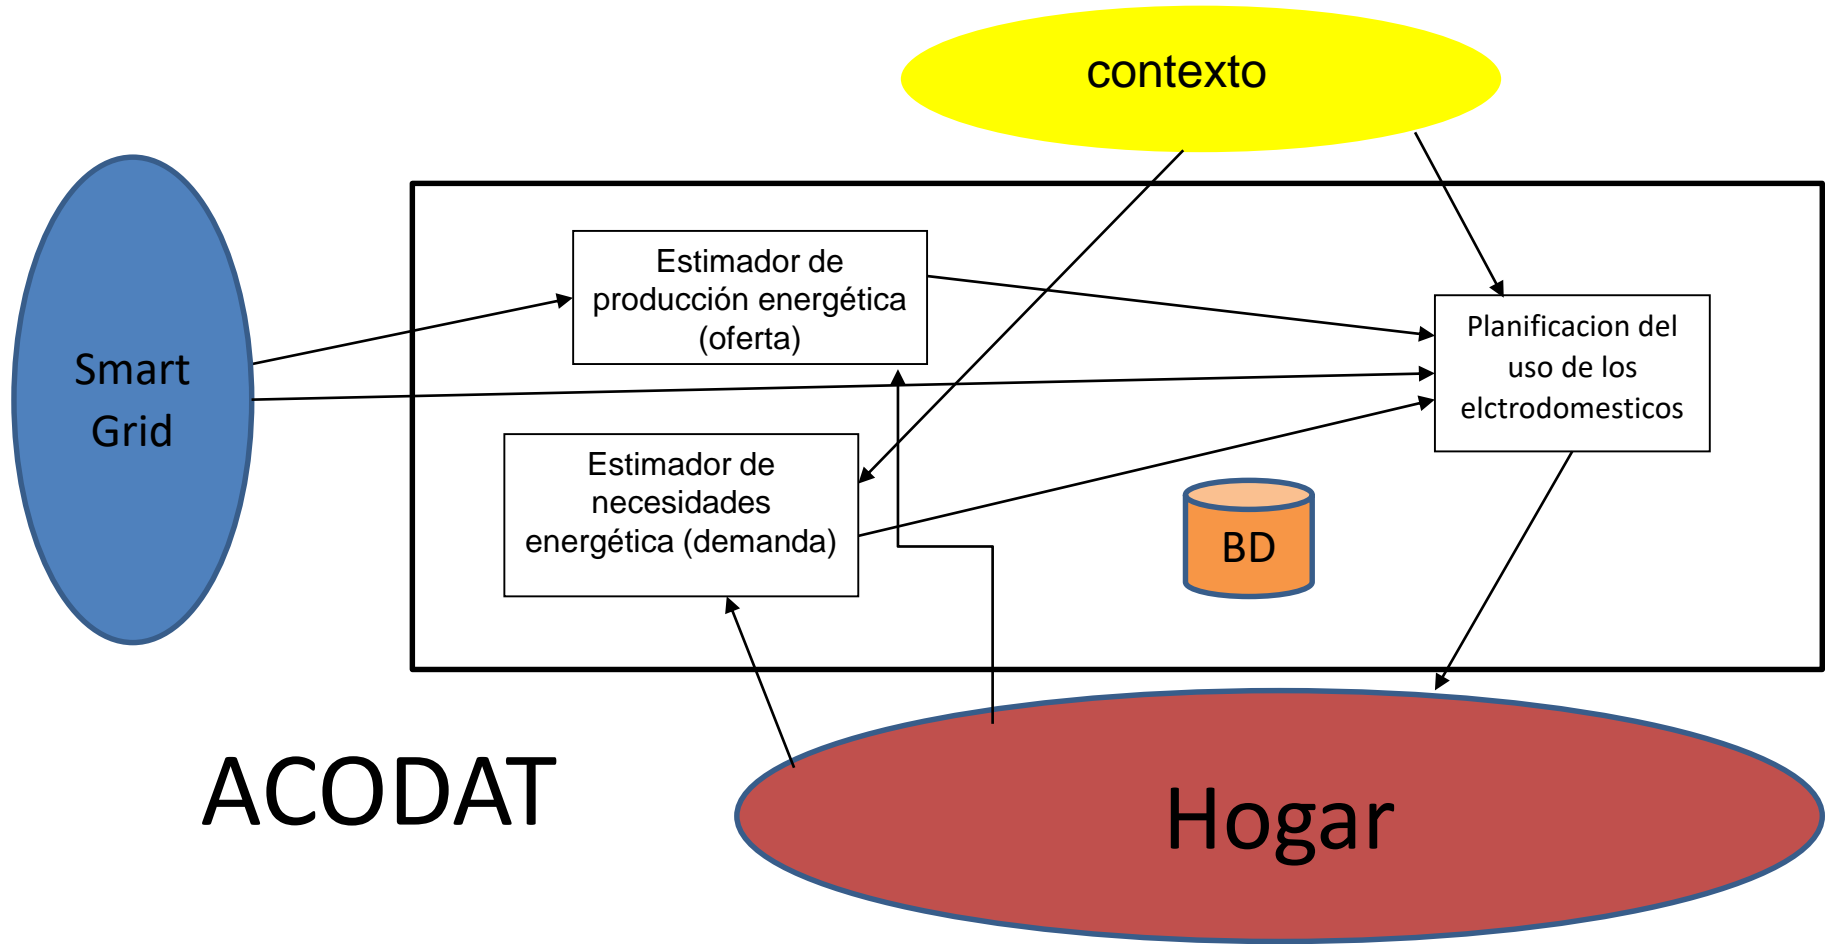 contexto
Smart
Grid
Estimador de
producción energética
(oferta)
Planificacion del
uso de los
elctrodomesticos
Estimador de
necesidades
energética (demanda)
BD
ACODAT
Hogar